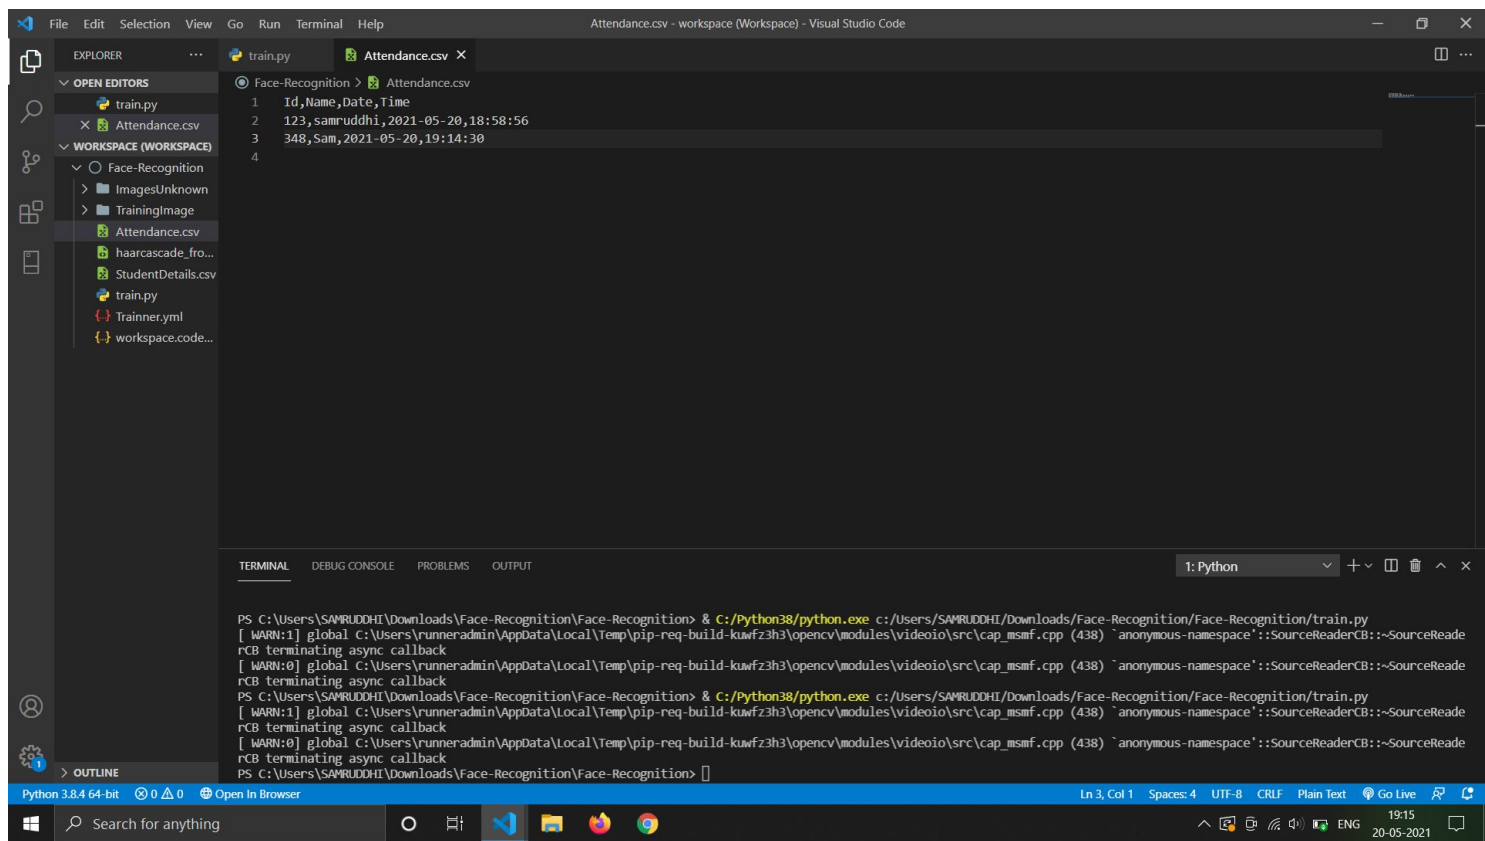 File Edit Selection View Go Run Terminal Help
Attendance.csv - workspace (Workspace) - Visual Studio Code
EXPLORER
OPEN EDITORS
train.py
Attendance.csv
WORKSPACE (WORKSPACE)
Face-Recognition
ImagesUnknown
TrainingImage
Attendance.csv
haarcascade_fro...
StudentDetails.csv
train.py
Trainner.yml
workspace.code...
OUTLINE
train.py Attendance.csv
Face-Recognition > Attendance.csv
1 Id,Name,Date,Time
2 123,samruddhi,2021-05-20,18:58:56
3 348,Sam,2021-05-20,19:14:30
4
TERMINAL DEBUG CONSOLE PROBLEMS OUTPUT
1: Python
PS C:\Users\SAMRUDDHI\Downloads\Face-Recognition\Face-Recognition> & C:/Python38/python.exe c:/Users/SAMRUDDHI/Downloads/Face-Recognition/Face-Recognition/train.py
[ WARN:1] global C:\Users\runneradmin\AppData\Local\Temp\pip-req-build-kuwfz3h3\opencv\modules\videoio\src\cap_msmf.cpp (438) `anonymous-namespace'::SourceReaderCB::~SourceReade
rCB terminating async callback
[ WARN:0] global C:\Users\runneradmin\AppData\Local\Temp\pip-req-build-kuwfz3h3\opencv\modules\videoio\src\cap_msmf.cpp (438) `anonymous-namespace'::SourceReaderCB::~SourceReade
rCB terminating async callback
PS C:\Users\SAMRUDDHI\Downloads\Face-Recognition\Face-Recognition> & C:/Python38/python.exe c:/Users/SAMRUDDHI/Downloads/Face-Recognition/Face-Recognition/train.py
[ WARN:1] global C:\Users\runneradmin\AppData\Local\Temp\pip-req-build-kuwfz3h3\opencv\modules\videoio\src\cap_msmf.cpp (438) `anonymous-namespace'::SourceReaderCB::~SourceReade
rCB terminating async callback
[ WARN:0] global C:\Users\runneradmin\AppData\Local\Temp\pip-req-build-kuwfz3h3\opencv\modules\videoio\src\cap_msmf.cpp (438) `anonymous-namespace'::SourceReaderCB::~SourceReade
rCB terminating async callback
PS C:\Users\SAMRUDDHI\Downloads\Face-Recognition\Face-Recognition>
1
Python 3.8.4 64-bit 0 0 Open In Browser
Ln 3, Col 1 Spaces: 4 UTF-8 CRLF Plain Text Go Live
Search for anything
ENG
19:15
20-05-2021